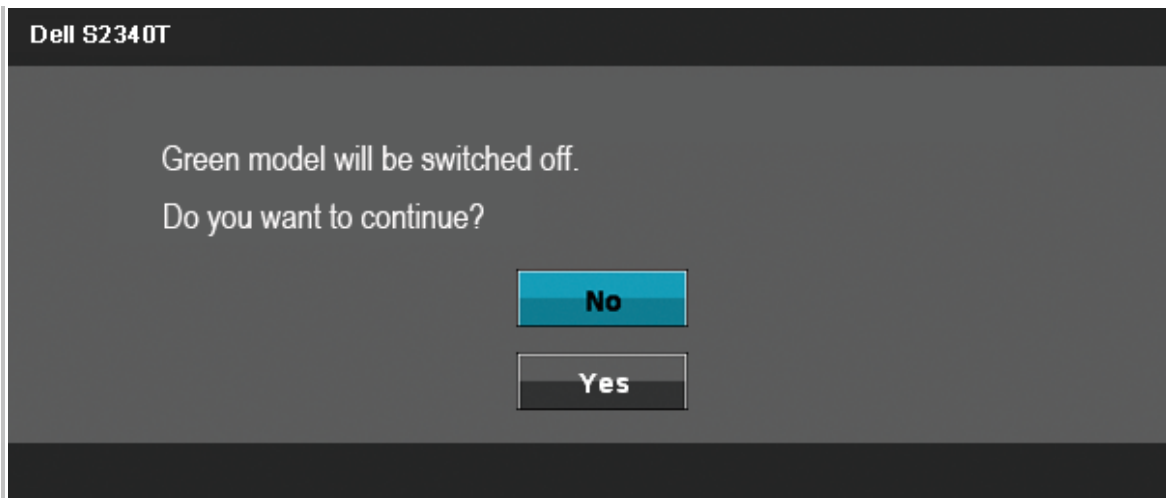 Dell S2340T
Green model will be switched off.
Do you want to continue?
No
Yes